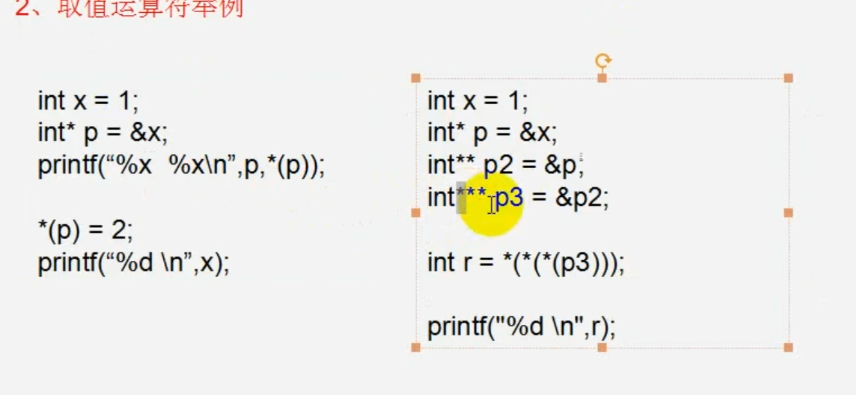 2、取值运算符举例
int x = 1;
int* p = &x;
printf(“%x  %x\n”,p,*(p));
*(p) = 2;
printf(“%d \n”,x);
int x = 1;
int* p = &x;
int** p2 = &p;
int*** p3 = &p2;
int r = *(*(*(p3)));
printf("%d \n",r);